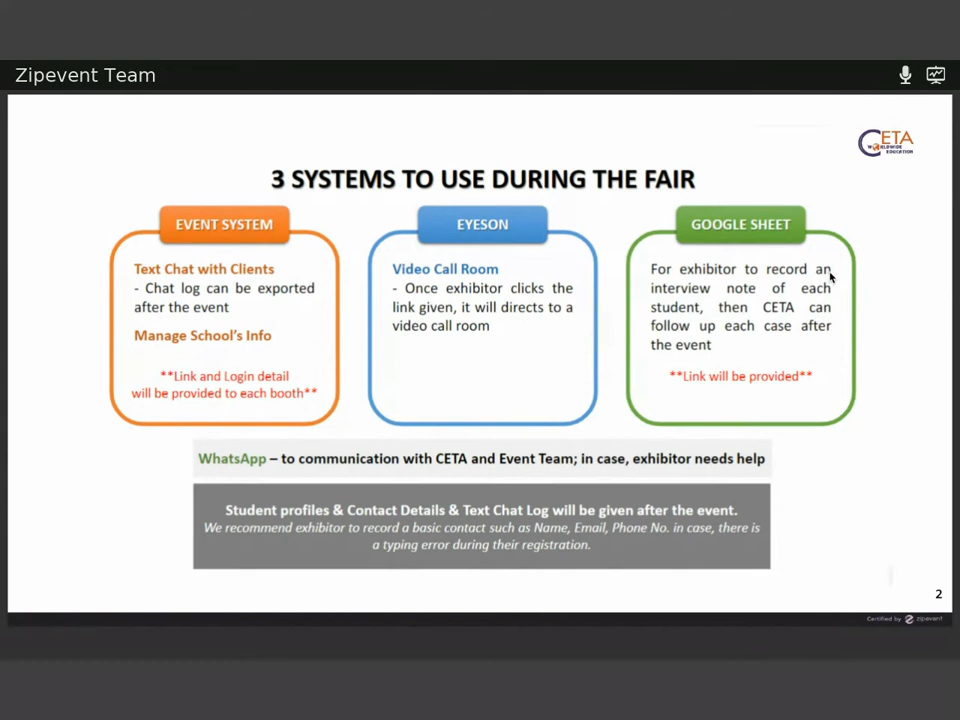 Zipevent Team
CETA
WORLDWIDE
EDUCATION
3 SYSTEMS TO USE DURING THE FAIR
EVENT SYSTEM
Text Chat with Clients
- Chat log can be exported
after the event
Manage School's Info
**Link and Login detail
will be provided to each booth**
EYESON
Video Call Room
- Once exhibitor clicks the
link given, it will directs to a
video call room
GOOGLE SHEET
For exhibitor to record an
interview note of each
student, then CETA can
follow up each case after
the event
**Link will be provided**
WhatsApp – to communication with CETA and Event Team; in case, exhibitor needs help
Student profiles & Contact Details & Text Chat Log will be given after the event.
We recommend exhibitor to record a basic contact such as Name, Email, Phone No. in case, there is
a typing error during their registration.
2
Certified by zipevent